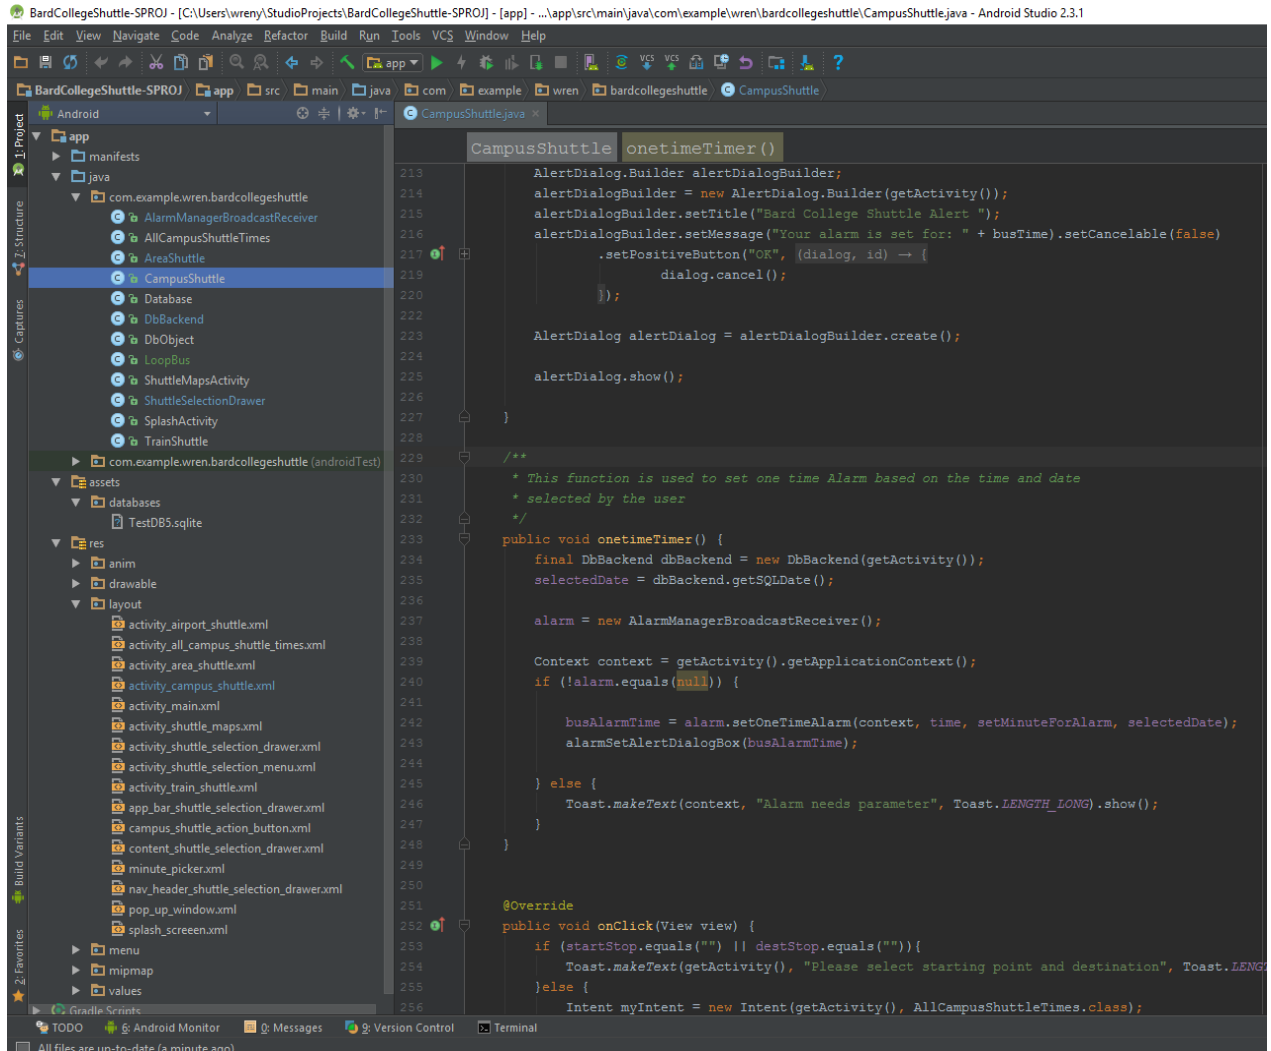 BardCollegeShuttle-SPROJ - [C:\Users\wreny\StudioProjects\BardCollegeShuttle-SPROJ] - [app] - ...\app\src\main\java\com\example\wren\bardcollegeshuttle\CampusShuttle.java - Android Studio 2.3.1
File Edit View Navigate Code Analyze Refactor Build Run Tools VCS Window Help
app
VCS VCS
BardCollegeShuttle-SPROJ app src main java com example wren bardcollegeshuttle CampusShuttle
1: Project
Z: Structure
Captures
Build Variants
2: Favorites
Android
app
manifests
java
com.example.wren.bardcollegeshuttle
AlarmManagerBroadcastReceiver
AllCampusShuttleTimes
AreaShuttle
CampusShuttle
Database
DbBackend
DbObject
LoopBus
ShuttleMapsActivity
ShuttleSelectionDrawer
SplashActivity
TrainShuttle
com.example.wren.bardcollegeshuttle (androidTest)
assets
databases
TestDB5.sqlite
res
anim
drawable
layout
activity_airport_shuttle.xml
activity_all_campus_shuttle_times.xml
activity_area_shuttle.xml
activity_campus_shuttle.xml
activity_main.xml
activity_shuttle_maps.xml
activity_shuttle_selection_drawer.xml
activity_shuttle_selection_menu.xml
activity_train_shuttle.xml
app_bar_shuttle_selection_drawer.xml
campus_shuttle_action_button.xml
content_shuttle_selection_drawer.xml
minute_picker.xml
nav_header_shuttle_selection_drawer.xml
pop_up_window.xml
splash_screeen.xml
menu
mipmap
values
Gradle Scripts
CampusShuttle.java
CampusShuttle onetimeTimer()
213 AlertDialog.Builder alertDialogBuilder;
214 alertDialogBuilder = new AlertDialog.Builder(getActivity());
215 alertDialogBuilder.setTitle("Bard College Shuttle Alert ");
216 alertDialogBuilder.setMessage("Your alarm is set for: " + busTime).setCancelable(false)
217 .setPositiveButton("OK", (dialog, id) → {
219 dialog.cancel();
220 });
222
223 AlertDialog alertDialog = alertDialogBuilder.create();
224
225 alertDialog.show();
226
227 }
228
229 /**
230 * This function is used to set one time Alarm based on the time and date
231 * selected by the user
232 */
233 public void onetimeTimer() {
234 final DbBackend dbBackend = new DbBackend(getActivity());
235 selectedDate = dbBackend.getSQLDate();
236
237 alarm = new AlarmManagerBroadcastReceiver();
238
239 Context context = getActivity().getApplicationContext();
240 if (!alarm.equals(null)) {
241
242 busAlarmTime = alarm.setOneTimeAlarm(context, time, setMinuteForAlarm, selectedDate);
243 alarmSetAlertDialogBox(busAlarmTime);
244
245 } else {
246 Toast.makeText(context, "Alarm needs parameter", Toast.LENGTH_LONG).show();
247 }
248 }
249
250
251 @Override
252 public void onClick(View view) {
253 if (startStop.equals("") || destStop.equals("")){
254 Toast.makeText(getActivity(), "Please select starting point and destination", Toast.LENGT
255 }else {
256 Intent myIntent = new Intent(getActivity(), AllCampusShuttleTimes.class);
TODO 6: Android Monitor 0: Messages 9: Version Control Terminal
All files are up-to-date (a minute ago)